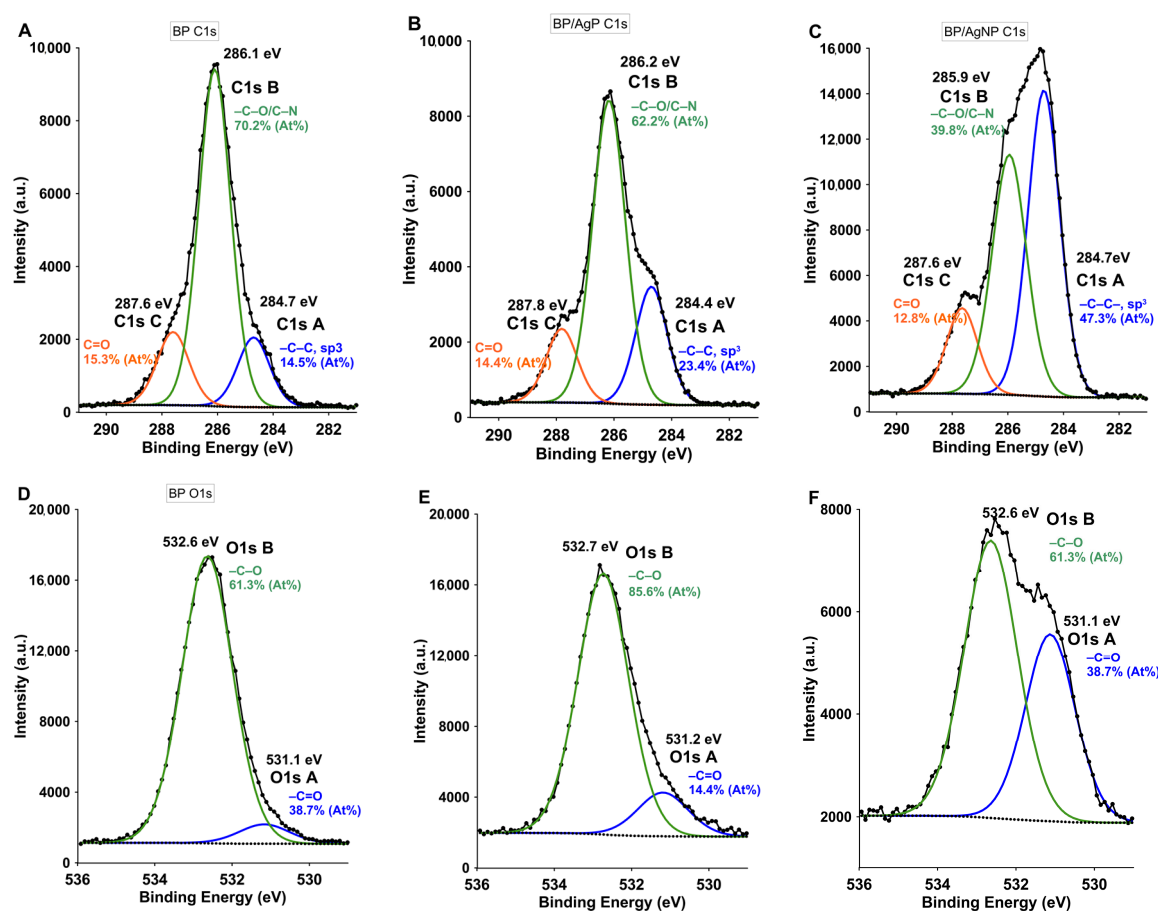 A
BP C1s
10,000
8000
6000
4000
2000
0
Intensity (a.u.)
286.1 eV
C1s B
–C–O/C–N
70.2% (At%)
287.6 eV
C1s C
C=O
15.3% (At%)
284.7 eV
C1s A
–C–C, sp3
14.5% (At%)
290 288 286 284 282
Binding Energy (eV)
B
BP/AgP C1s
10,000
8000
6000
4000
2000
0
Intensity (a.u.)
286.2 eV
C1s B
–C–O/C–N
62.2% (At%)
287.8 eV
C1s C
C=O
14.4% (At%)
284.4 eV
C1s A
–C–C, sp³
23.4% (At%)
290 288 286 284 282
Binding Energy (eV)
C
BP/AgNP C1s
16,000
14,000
12,000
10,000
8000
6000
4000
2000
0
Intensity (a.u.)
285.9 eV
C1s B
–C–O/C–N
39.8% (At%)
287.6 eV
C1s C
C=O
12.8% (At%)
284.7eV
C1s A
–C–C–, sp³
47.3% (At%)
290 288 286 284 282
Binding Energy (eV)
D
BP O1s
20,000
16,000
12,000
8000
4000
0
Intensity (a.u.)
532.6 eV
O1s B
–C–O
61.3% (At%)
531.1 eV
O1s A
–C=O
38.7% (At%)
536 534 532 530
Binding Energy (eV)
E
20,000
16,000
12,000
8000
4000
0
Intensity (a.u.)
532.7 eV
O1s B
–C–O
85.6% (At%)
531.2 eV
O1s A
–C=O
14.4% (At%)
536 534 532 530
Binding Energy (eV)
F
8000
6000
4000
2000
Intensity (a.u.)
532.6 eV
O1s B
–C–O
61.3% (At%)
531.1 eV
O1s A
–C=O
38.7% (At%)
536 534 532 530
Binding Energy (eV)